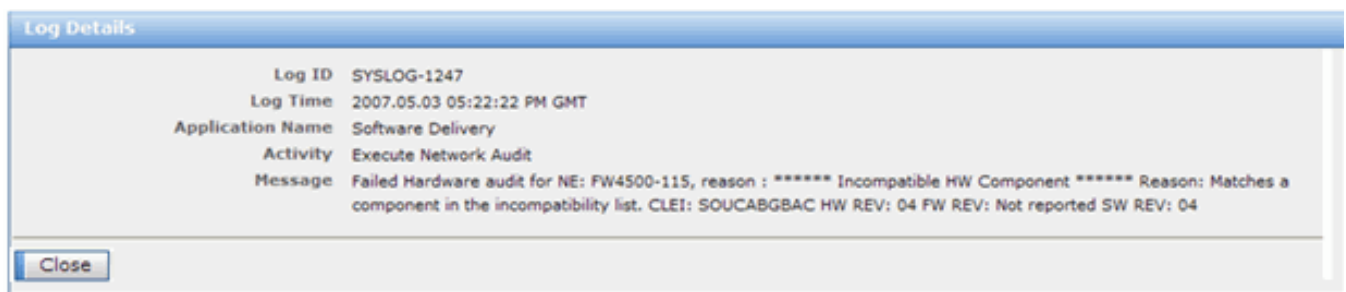 Log Details
Log ID SYSLOG-1247
Log Time 2007.05.03 05:22:22 PM GMT
Application Name Software Delivery
Activity Execute Network Audit
Message Failed Hardware audit for NE: FW4500-115, reason : ****** Incompatible HW Component ****** Reason: Matches a
component in the incompatibility list. CLEI: SOUCABGBAC HW REV: 04 FW REV: Not reported SW REV: 04
Close